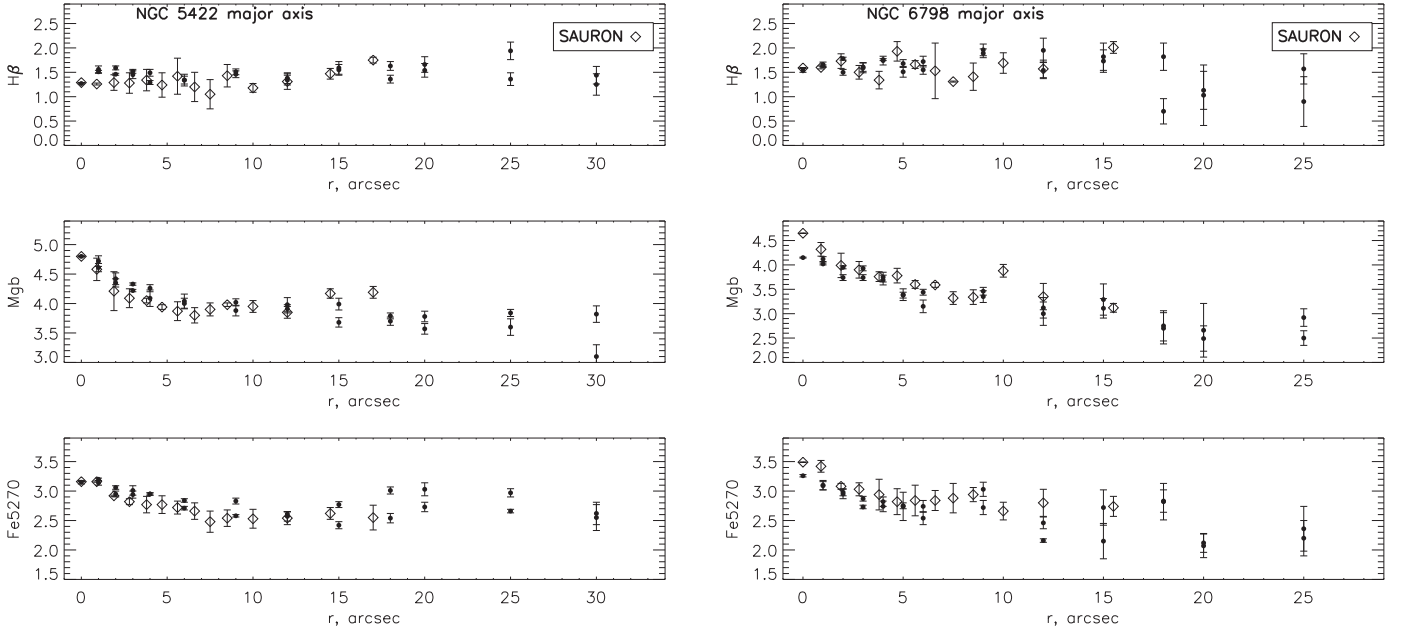 NGC 5422 major axis
SAURON ◇
Hβ
2.5
2.0
1.5
1.0
0.5
0.0
0 5 10 15 20 25 30
r, arcsec
Mgb
5.0
4.5
4.0
3.5
3.0
0 5 10 15 20 25 30
r, arcsec
Fe5270
3.5
3.0
2.5
2.0
1.5
0 5 10 15 20 25 30
r, arcsec
NGC 6798 major axis
SAURON ◇
Hβ
2.5
2.0
1.5
1.0
0.5
0.0
0 5 10 15 20 25
r, arcsec
Mgb
4.5
4.0
3.5
3.0
2.5
2.0
0 5 10 15 20 25
r, arcsec
Fe5270
3.5
3.0
2.5
2.0
1.5
0 5 10 15 20 25
r, arcsec